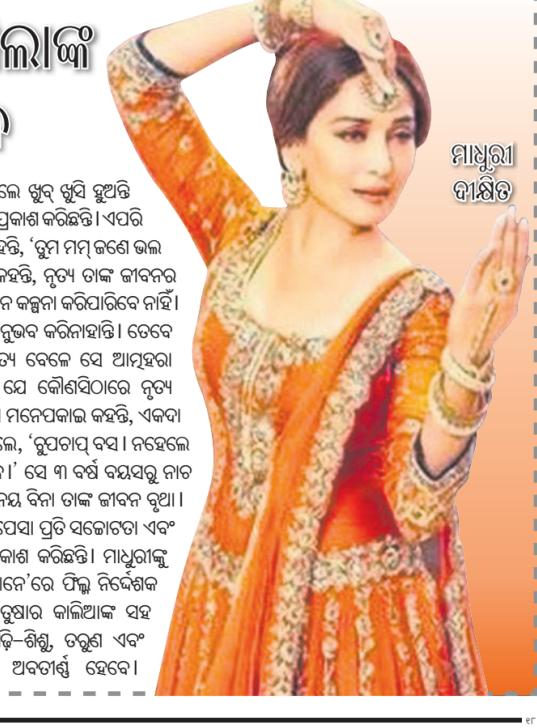 ଲାଙ୍କ
ମାଧୁରୀ
ଦୀକ୍ଷିତ
ଲେ ଖୁବ୍ ଖୁସି ହୁଅନ୍ତି
ପ୍ରକାଶ କରିଛନ୍ତି । ଏପରି
ହନ୍ତି, ‘ତୁମ ମମ୍ ଜଣେ ଭଲ
କହନ୍ତି, ନୃତ୍ୟ ତାଙ୍କ ଜୀବନର
ନ କଳ୍ପନା କରିପାରିବେ ନାହିଁ ।
ନୁଭବ କରିନାହାନ୍ତି । ତେବେ
ତ୍ୟ ବେଳେ ସେ ଆତ୍ମହରା
ଯେ କୌଣସିଠାରେ ନୃତ୍ୟ
। ମନେପକାଇ କହନ୍ତି, ଏକଦା
ଲେ, ‘ଚୁପଚାପ୍ ବସ । ନହେଲେ
।’ ସେ ୩ ବର୍ଷ ବୟସରୁ ନାଚ
ନୟ ବିନା ତାଙ୍କ ଜୀବନ ବୃଥା ।
ପେସା ପ୍ରତି ସଚ୍ଚୋଟତା ଏବଂ
କାଶ କରିଛନ୍ତି । ମାଧୁରୀଙ୍କୁ
ମାନେ’ରେ ଫିଲ୍ମ ନିର୍ଦ୍ଦେଶକ
ତୁଷାର କାଲିଆଙ୍କ ସହ
ଢ଼ି–ଶିଶୁ, ତରୁଣ ଏବଂ
ଅବତୀର୍ଣ୍ଣ ହେବେ ।